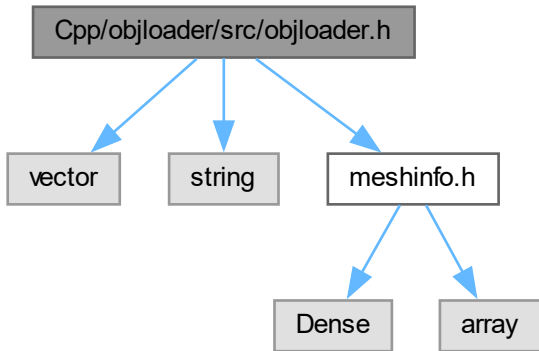 Cpp/objloader/src/objloader.h
vector
string
meshinfo.h
Dense
array